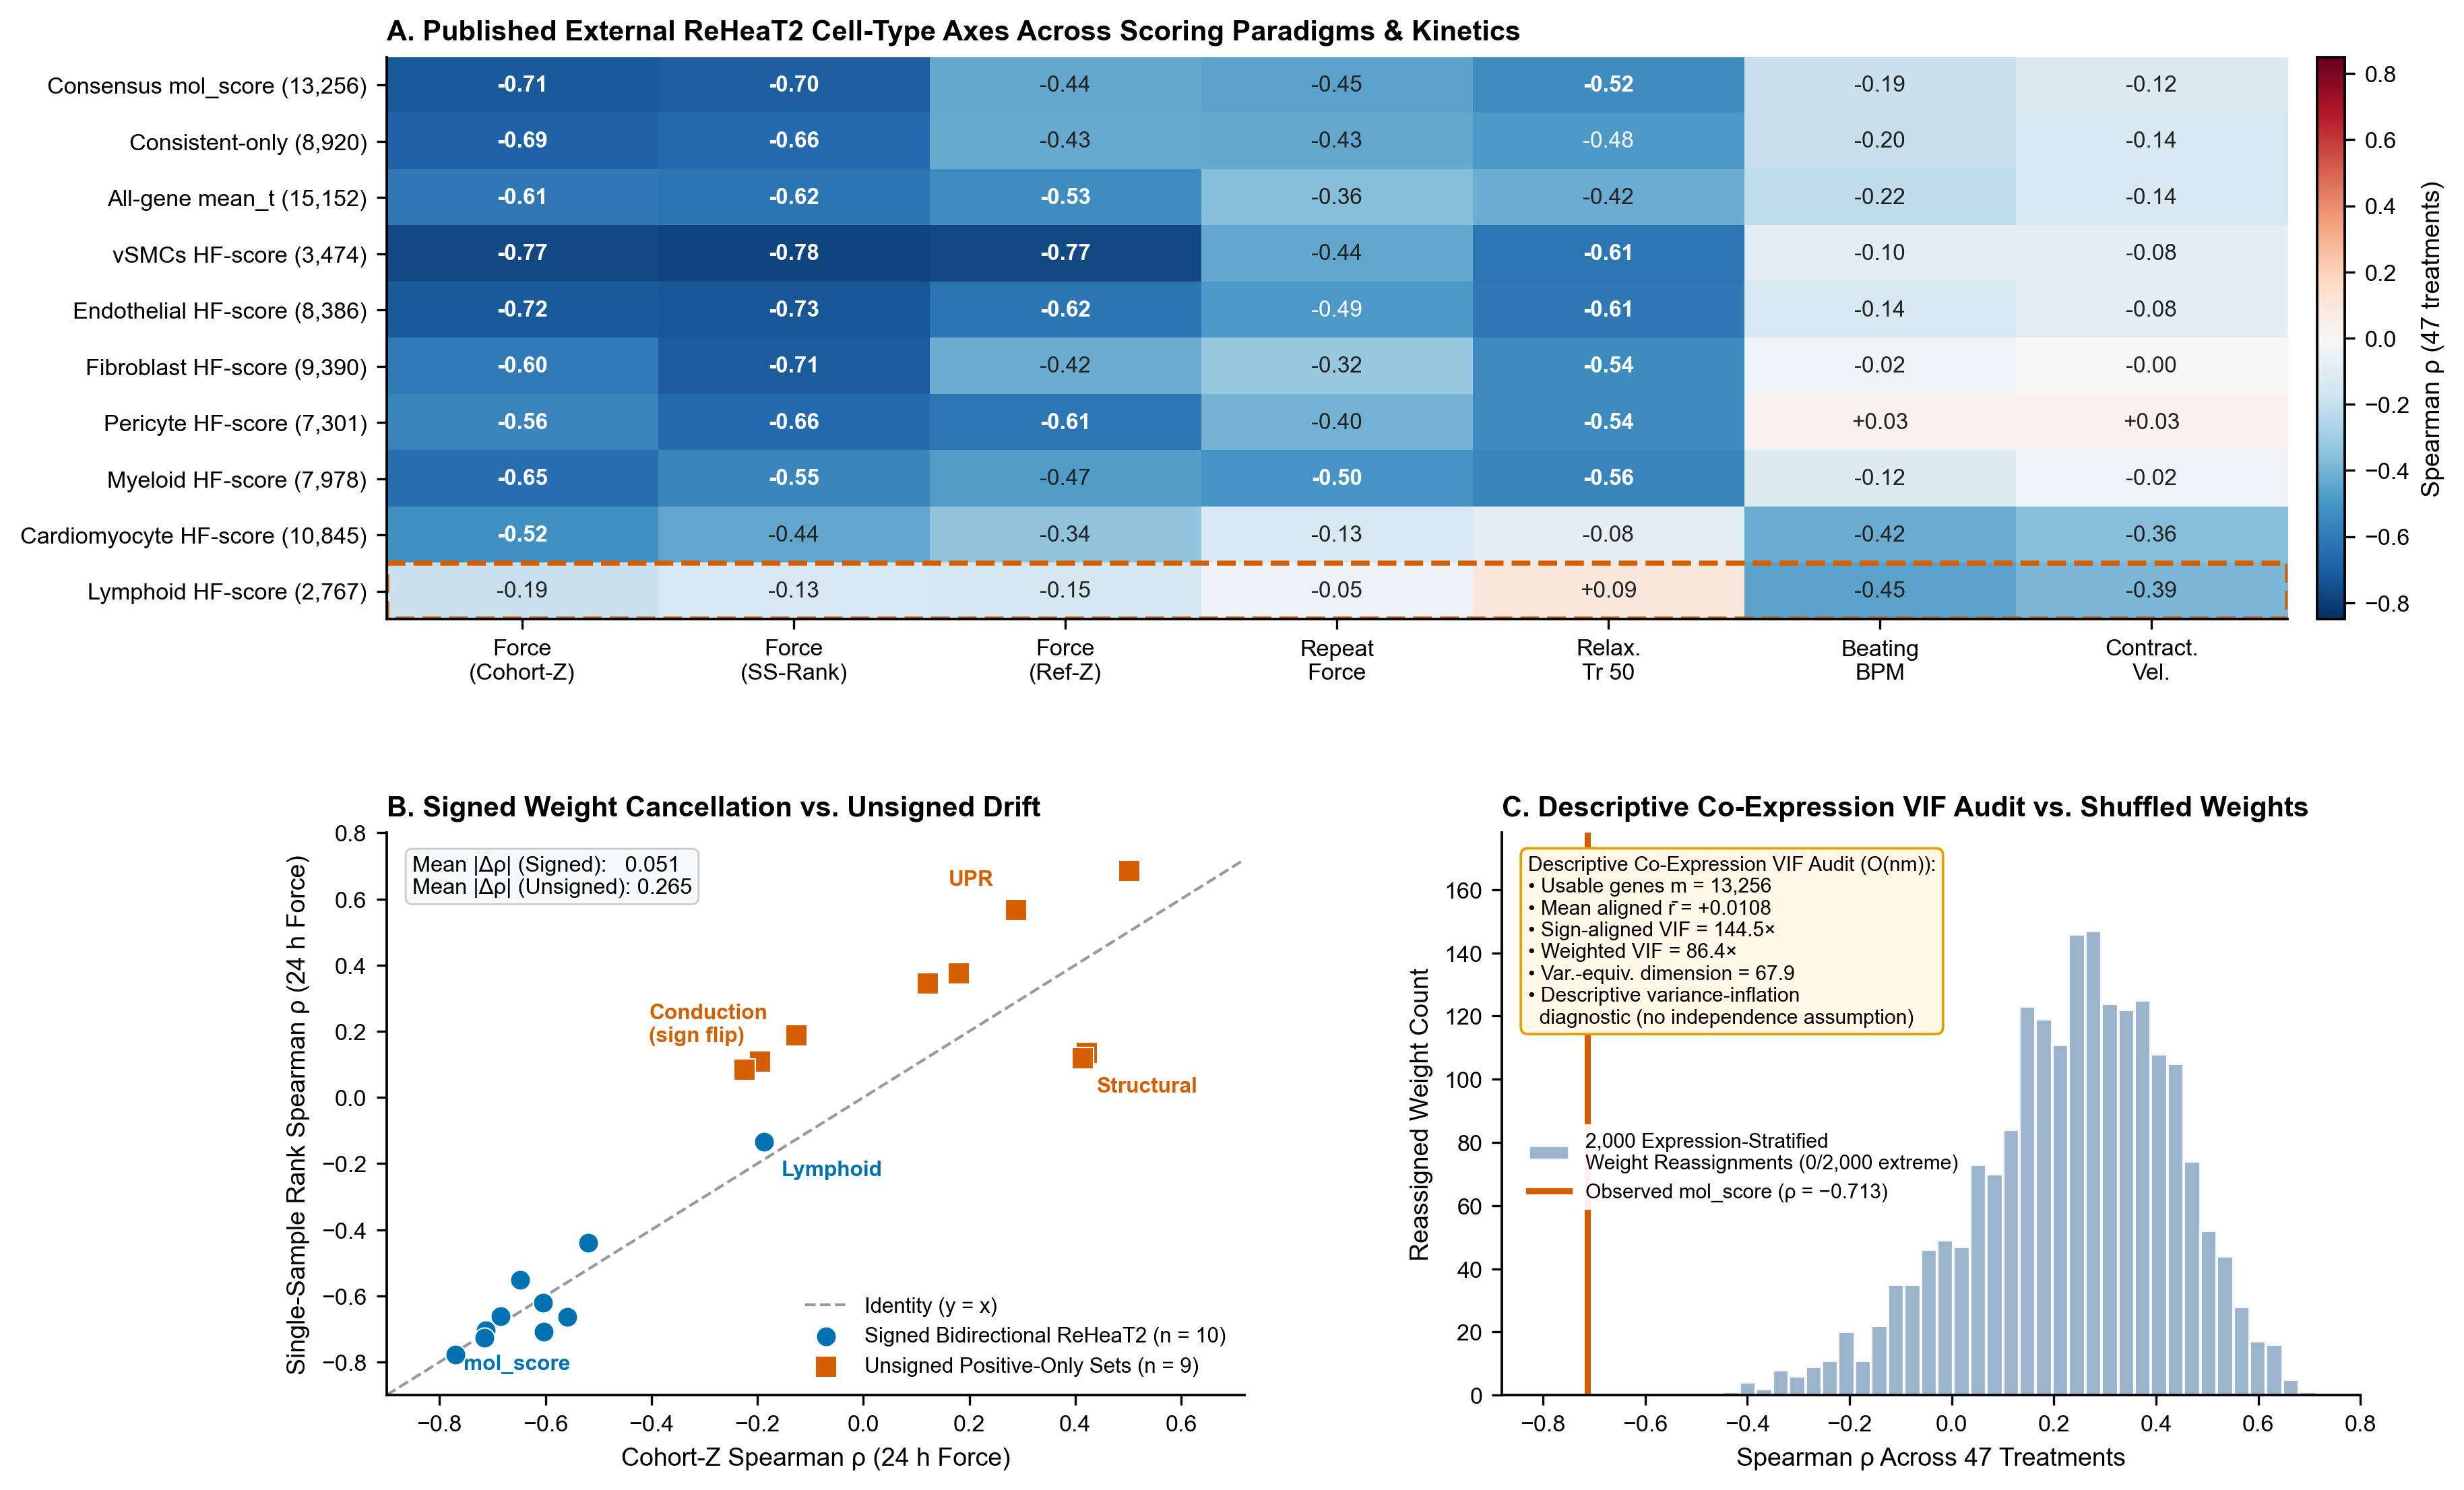 A. Published External ReHeaT2 Cell-Type Axes Across Scoring Paradigms & Kinetics
Consensus mol_score (13,256) -0.71 -0.70 -0.44 -0.45 -0.52 -0.19 -0.12
Consistent-only (8,920) -0.69 -0.66 -0.43 -0.43 -0.48 -0.20 -0.14
All-gene mean_t (15,152) -0.61 -0.62 -0.53 -0.36 -0.42 -0.22 -0.14
vSMCs HF-score (3,474) -0.77 -0.78 -0.77 -0.44 -0.61 -0.10 -0.08
Endothelial HF-score (8,386) -0.72 -0.73 -0.62 -0.49 -0.61 -0.14 -0.08
Fibroblast HF-score (9,390) -0.60 -0.71 -0.42 -0.32 -0.54 -0.02 -0.00
Pericyte HF-score (7,301) -0.56 -0.66 -0.61 -0.40 -0.54 +0.03 +0.03
Myeloid HF-score (7,978) -0.65 -0.55 -0.47 -0.50 -0.56 -0.12 -0.02
Cardiomyocyte HF-score (10,845) -0.52 -0.44 -0.34 -0.13 -0.08 -0.42 -0.36
Lymphoid HF-score (2,767) -0.19 -0.13 -0.15 -0.05 +0.09 -0.45 -0.39
Force Force Force Repeat Relax. Beating Contract.
(Cohort-Z) (SS-Rank) (Ref-Z) Force Tr 50 BPM Vel.
0.8
0.6
0.4
0.2
0.0
−0.2
−0.4
−0.6
−0.8
Spearman ρ (47 treatments)
B. Signed Weight Cancellation vs. Unsigned Drift
Mean |Δρ| (Signed): 0.051
Mean |Δρ| (Unsigned): 0.265
UPR
Conduction
(sign flip)
Structural
Lymphoid
mol_score
Identity (y = x)
Signed Bidirectional ReHeaT2 (n = 10)
Unsigned Positive-Only Sets (n = 9)
0.8
0.6
0.4
0.2
0.0
−0.2
−0.4
−0.6
−0.8
Single-Sample Rank Spearman ρ (24 h Force)
−0.8 −0.6 −0.4 −0.2 0.0 0.2 0.4 0.6
Cohort-Z Spearman ρ (24 h Force)
C. Descriptive Co-Expression VIF Audit vs. Shuffled Weights
Descriptive Co-Expression VIF Audit (O(nm)):
• Usable genes m = 13,256
• Mean aligned r̄ = +0.0108
• Sign-aligned VIF = 144.5×
• Weighted VIF = 86.4×
• Var.-equiv. dimension = 67.9
• Descriptive variance-inflation
diagnostic (no independence assumption)
2,000 Expression-Stratified
Weight Reassignments (0/2,000 extreme)
Observed mol_score (ρ = −0.713)
160
140
120
100
80
60
40
20
0
Reassigned Weight Count
−0.8 −0.6 −0.4 −0.2 0.0 0.2 0.4 0.6 0.8
Spearman ρ Across 47 Treatments